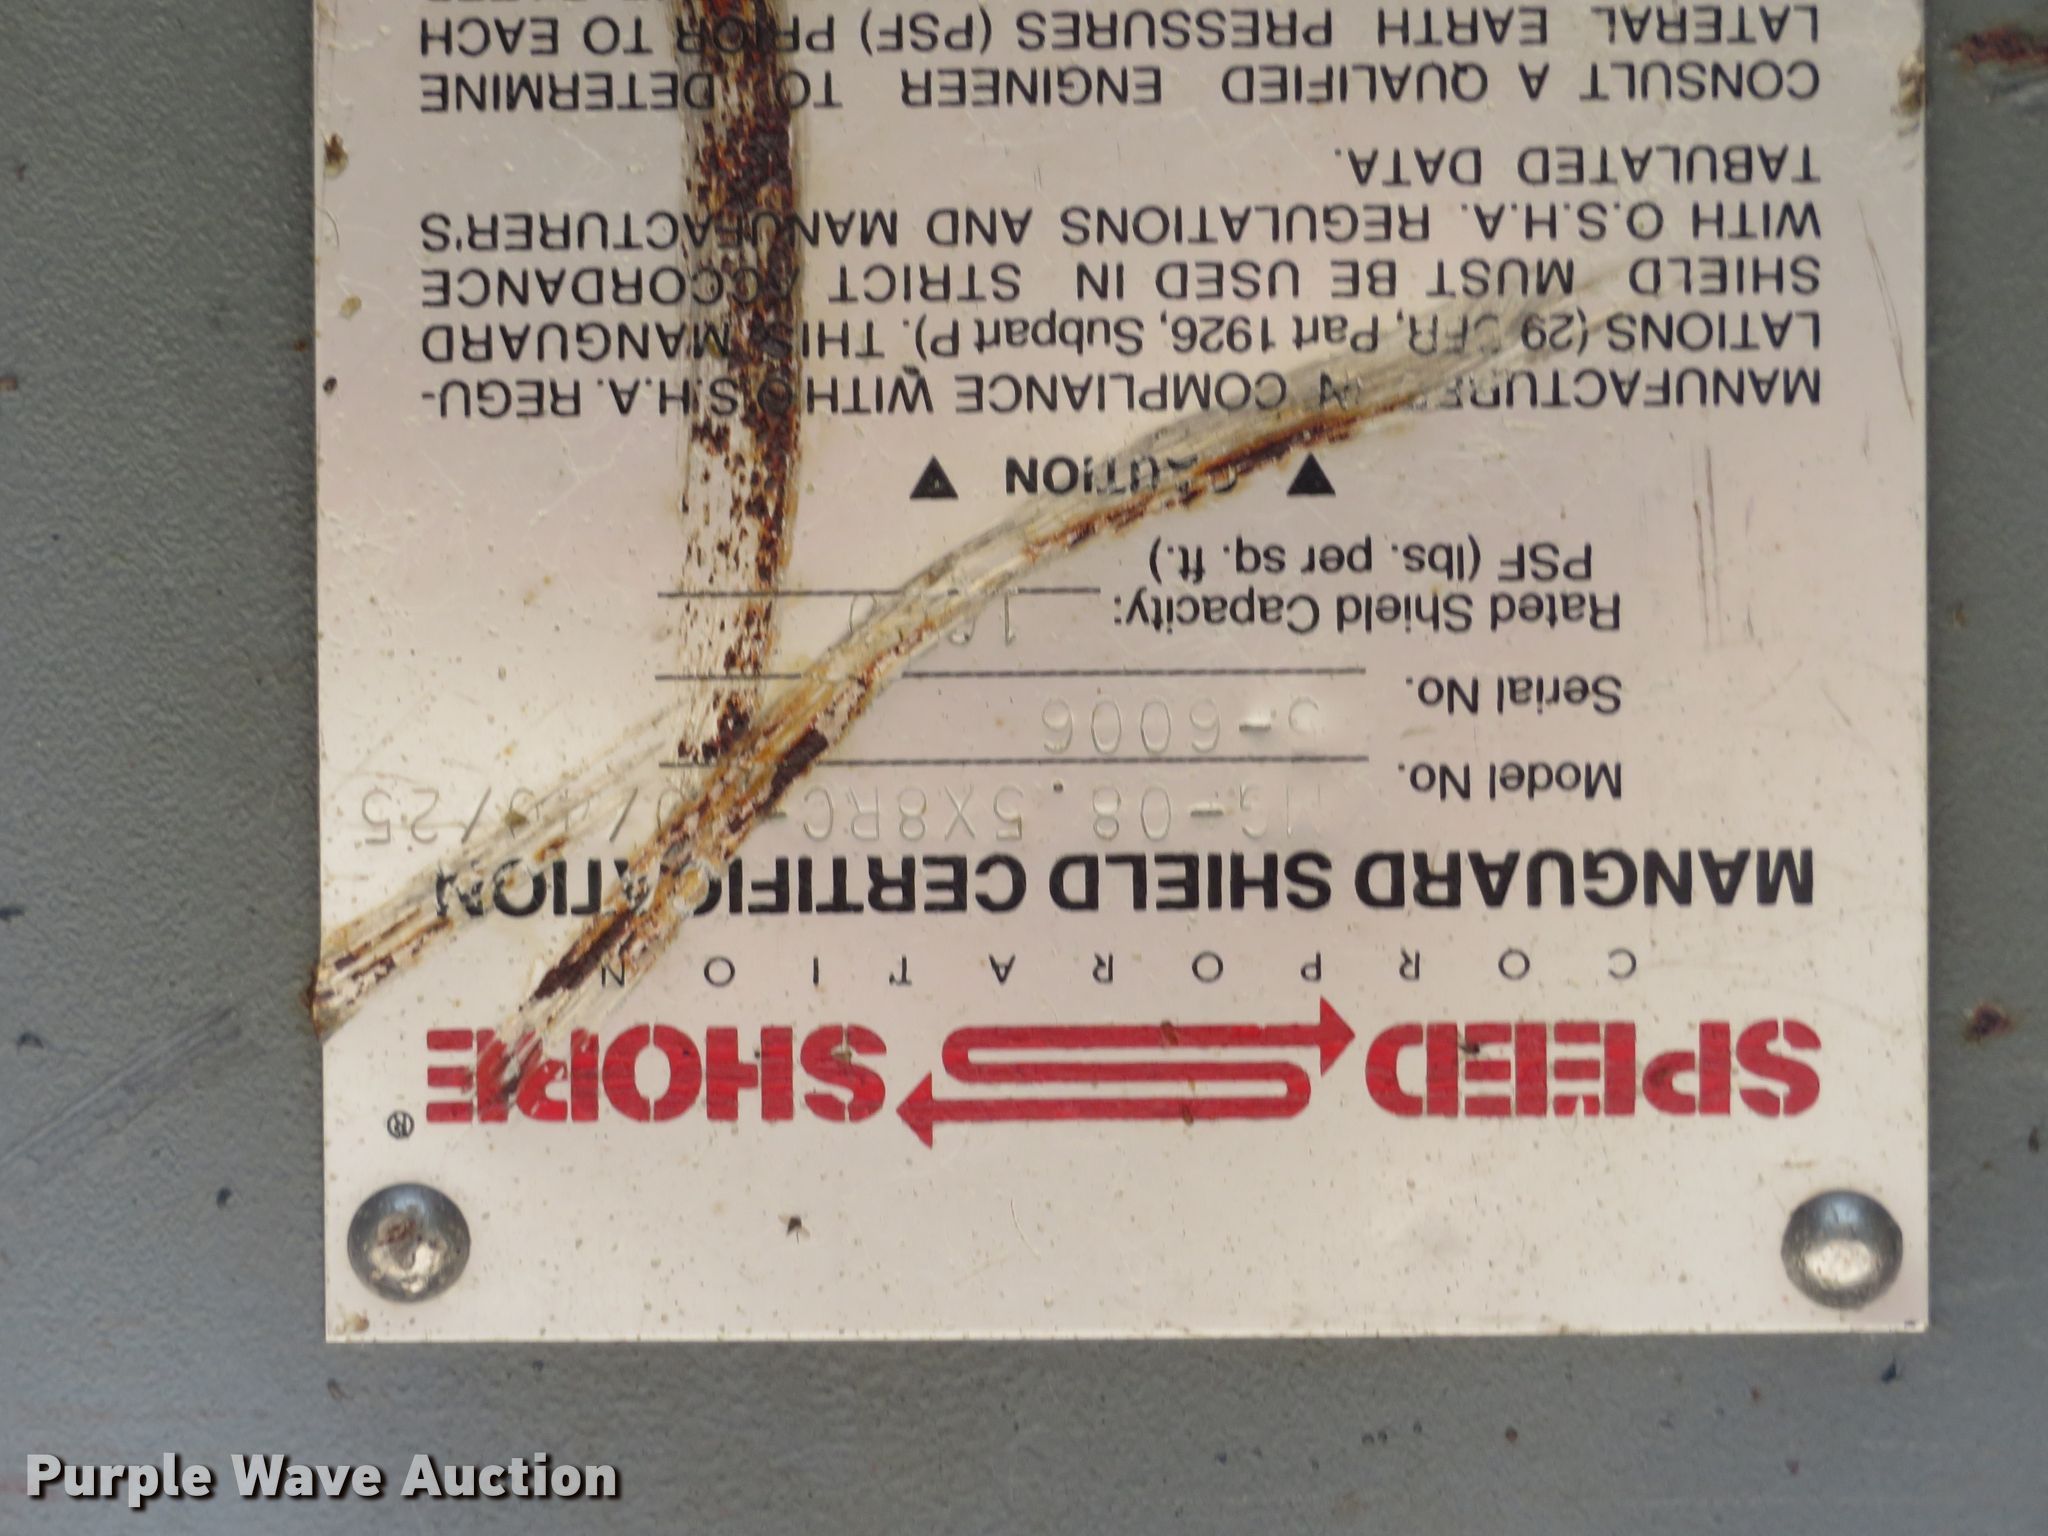 SPEED SHORE ®
CORPORATION
MANGUARD SHIELD CERTIFICATION
Model No.
Serial No. S-6006
Rated Shield Capacity:
PSF (lbs. per sq. ft.)
▲ CAUTION ▲
MANUFACTURED IN COMPLIANCE WITH O.S.H.A. REGU-
LATIONS (29 CFR, Part 1926, Subpart P). THIS MANGUARD
SHIELD MUST BE USED IN STRICT ACCORDANCE
WITH O.S.H.A. REGULATIONS AND MANUFACTURER'S
TABULATED DATA.
CONSULT A QUALIFIED ENGINEER TO DETERMINE
LATERAL EARTH PRESSURES (PSF) PRIOR TO EACH
Purple Wave Auction